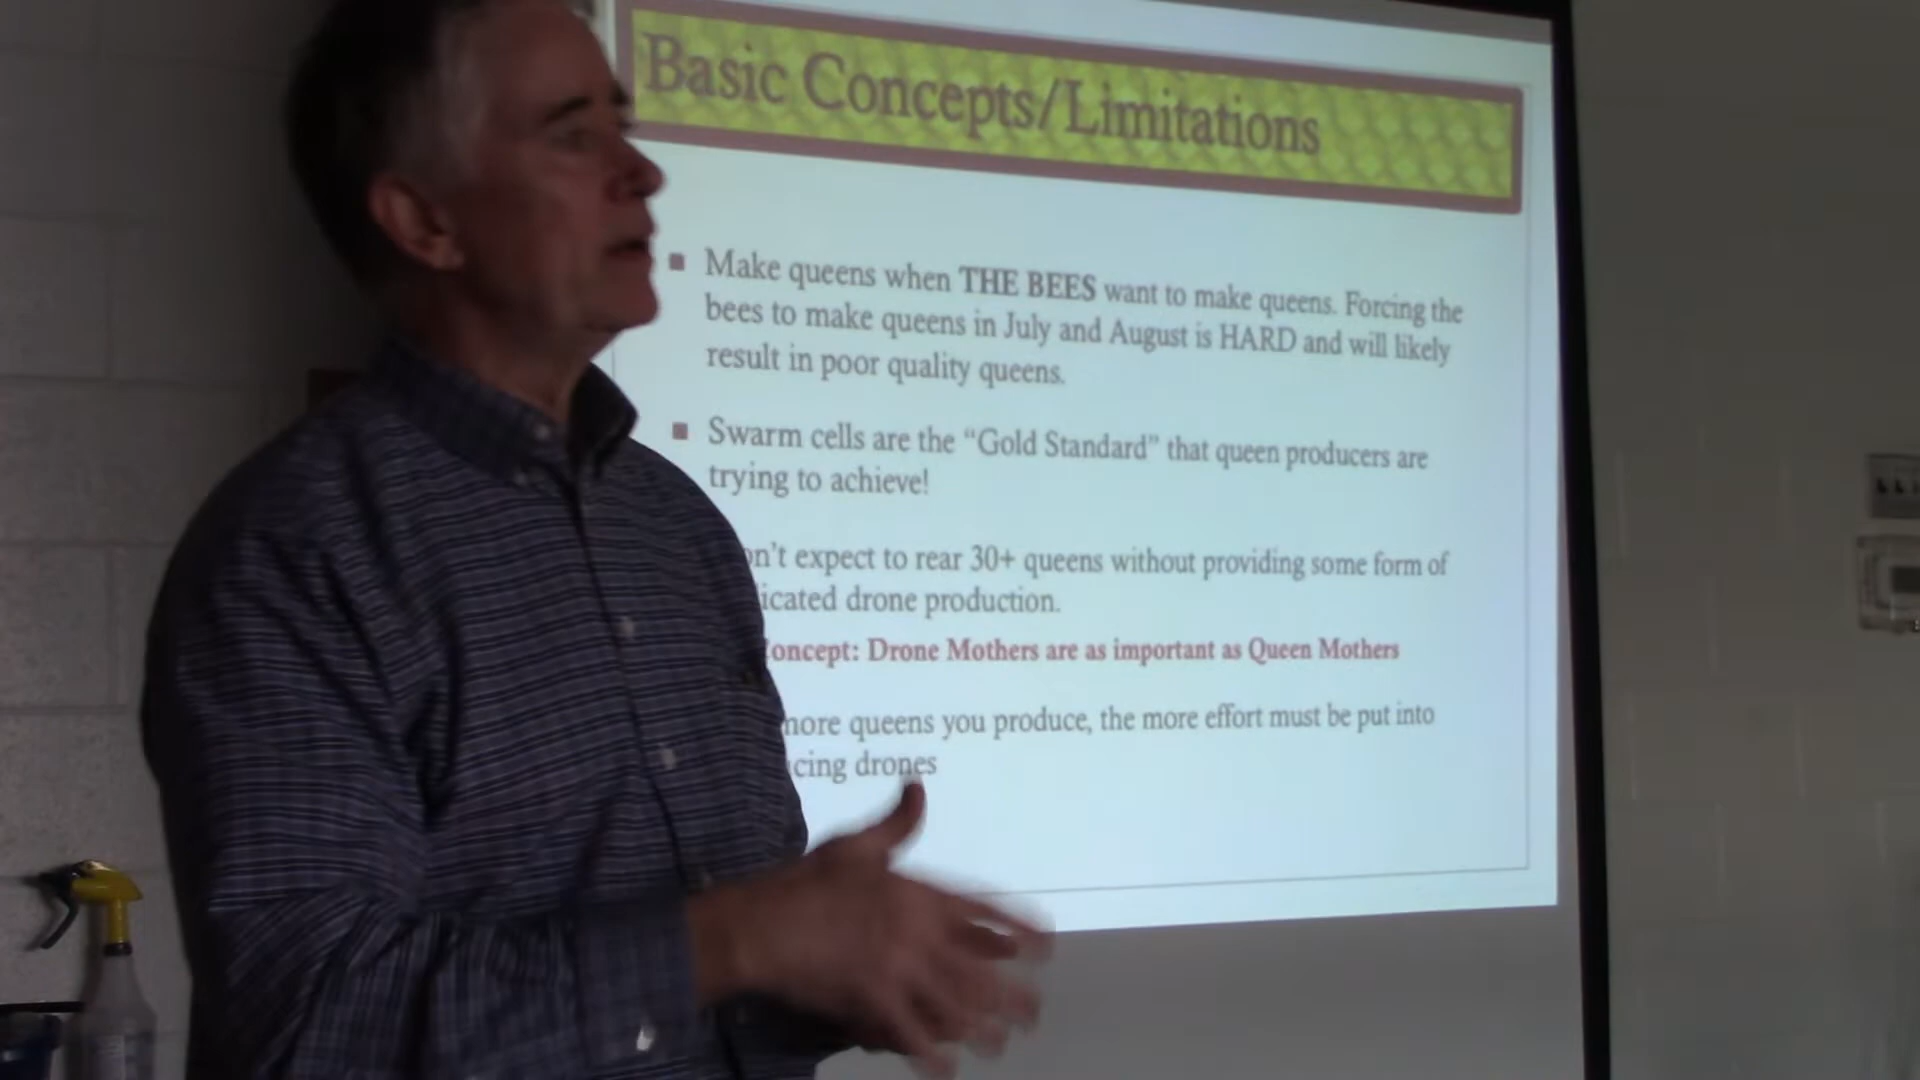 Basic Concepts/Limitations
Make queens when THE BEES want to make queens. Forcing the
bees to make queens in July and August is HARD and will likely
result in poor quality queens.
Swarm cells are the “Gold Standard” that queen producers are
trying to achieve!
n't expect to rear 30+ queens without providing some form of
icated drone production.
oncept: Drone Mothers are as important as Queen Mothers
more queens you produce, the more effort must be put into
cing drones